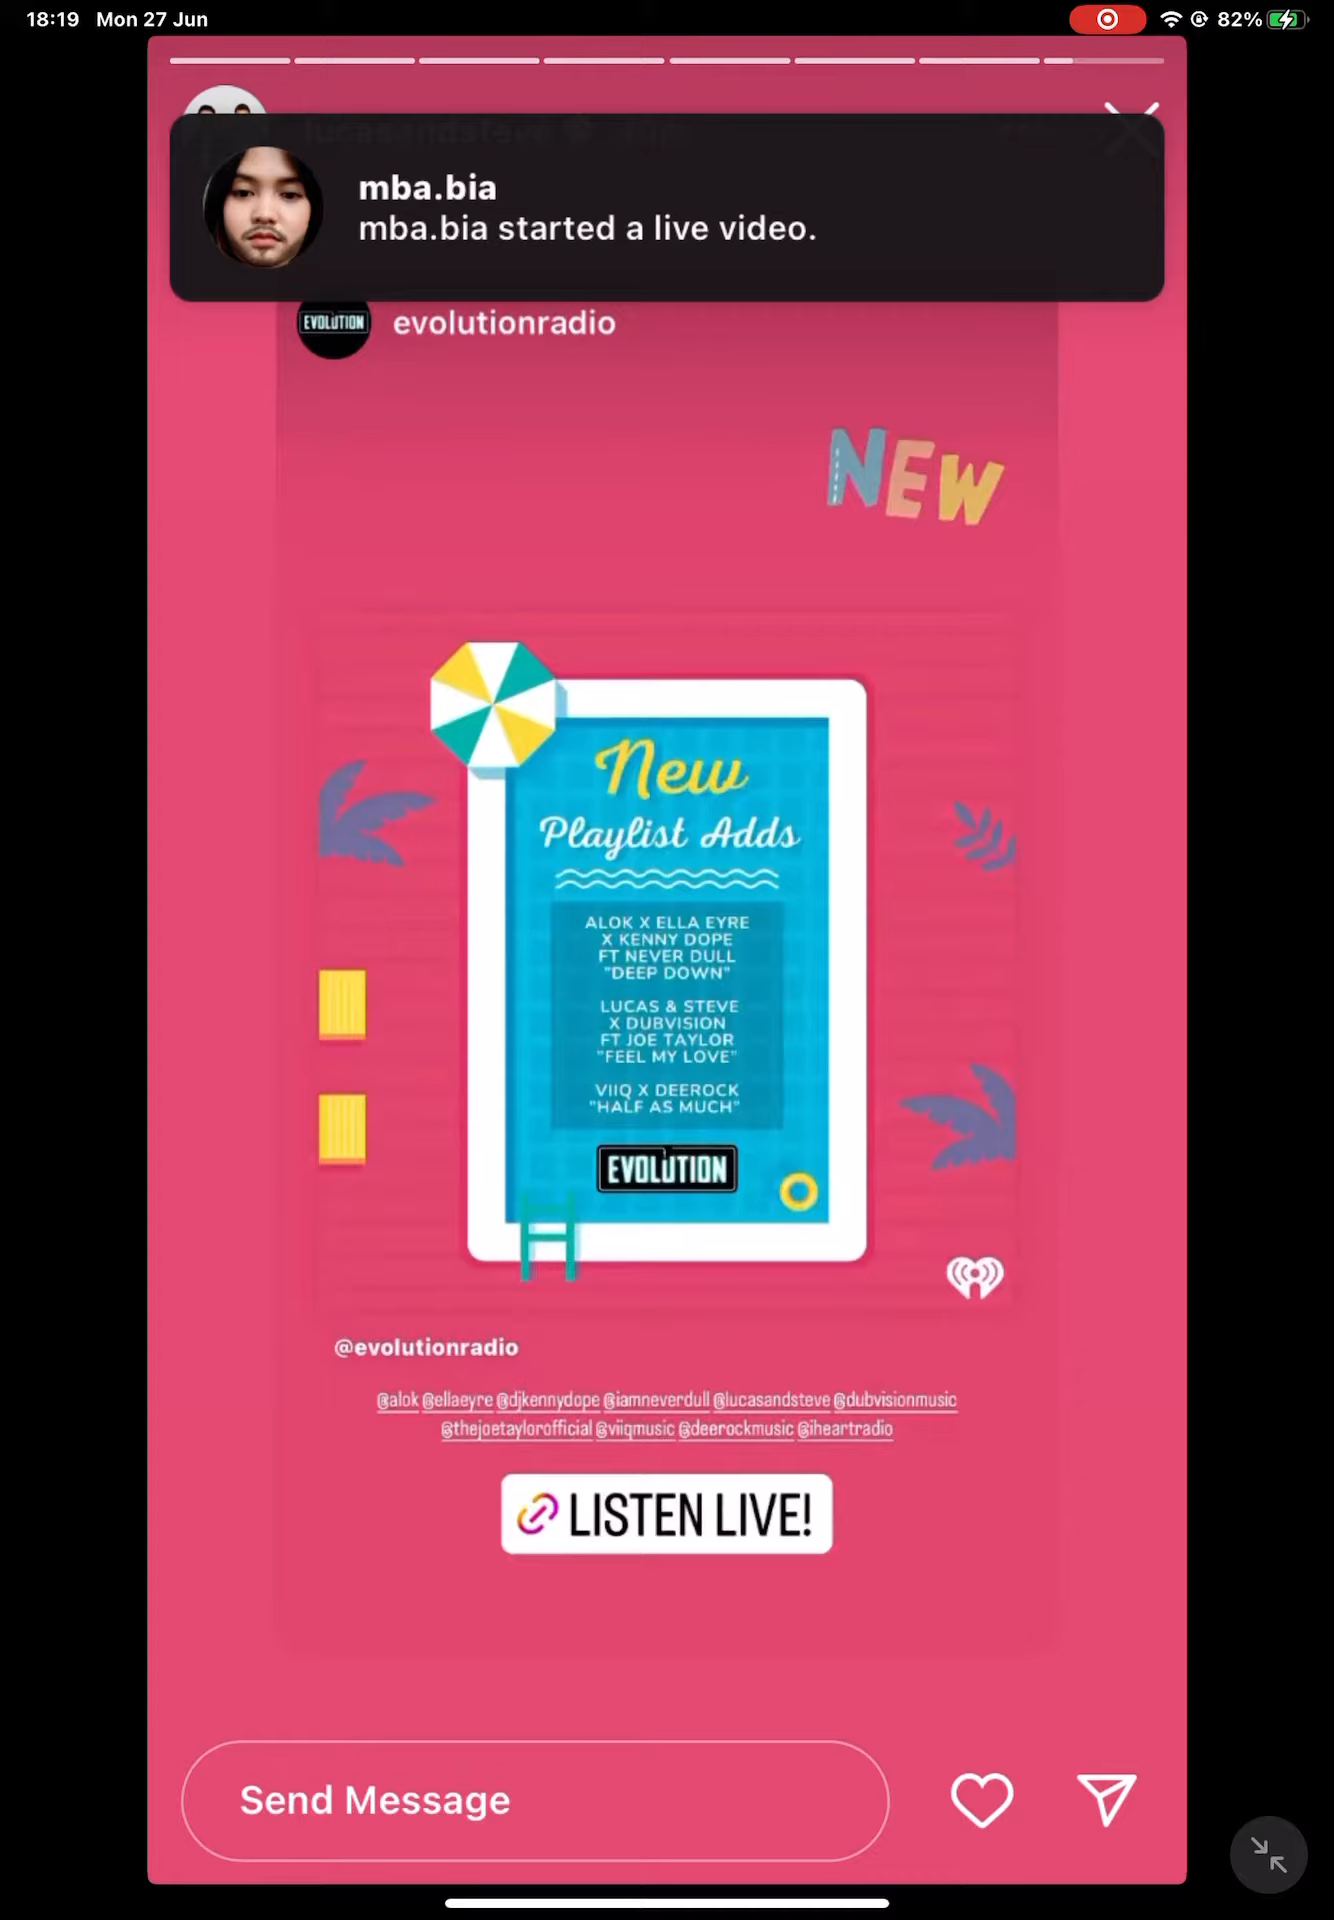 18:19 Mon 27 Jun
82%
mba.bia
mba.bia started a live video.
EVOLUTION
evolutionradio
NEW
New
Playlist Adds
ALOK X ELLA EYRE
X KENNY DOPE
FT NEVER DULL
"DEEP DOWN"
LUCAS & STEVE
X DUBVISION
FT JOE TAYLOR
"FEEL MY LOVE"
VIIQ X DEEROCK
"HALF AS MUCH"
EVOLUTION
@evolutionradio
@alok @ellaeyre @djkennydope @iamneverdull @lucasandsteve @dubvisionmusic
@thejoetaylorofficial @viiqmusic @deerockmusic @iheartradio
LISTEN LIVE!
Send Message